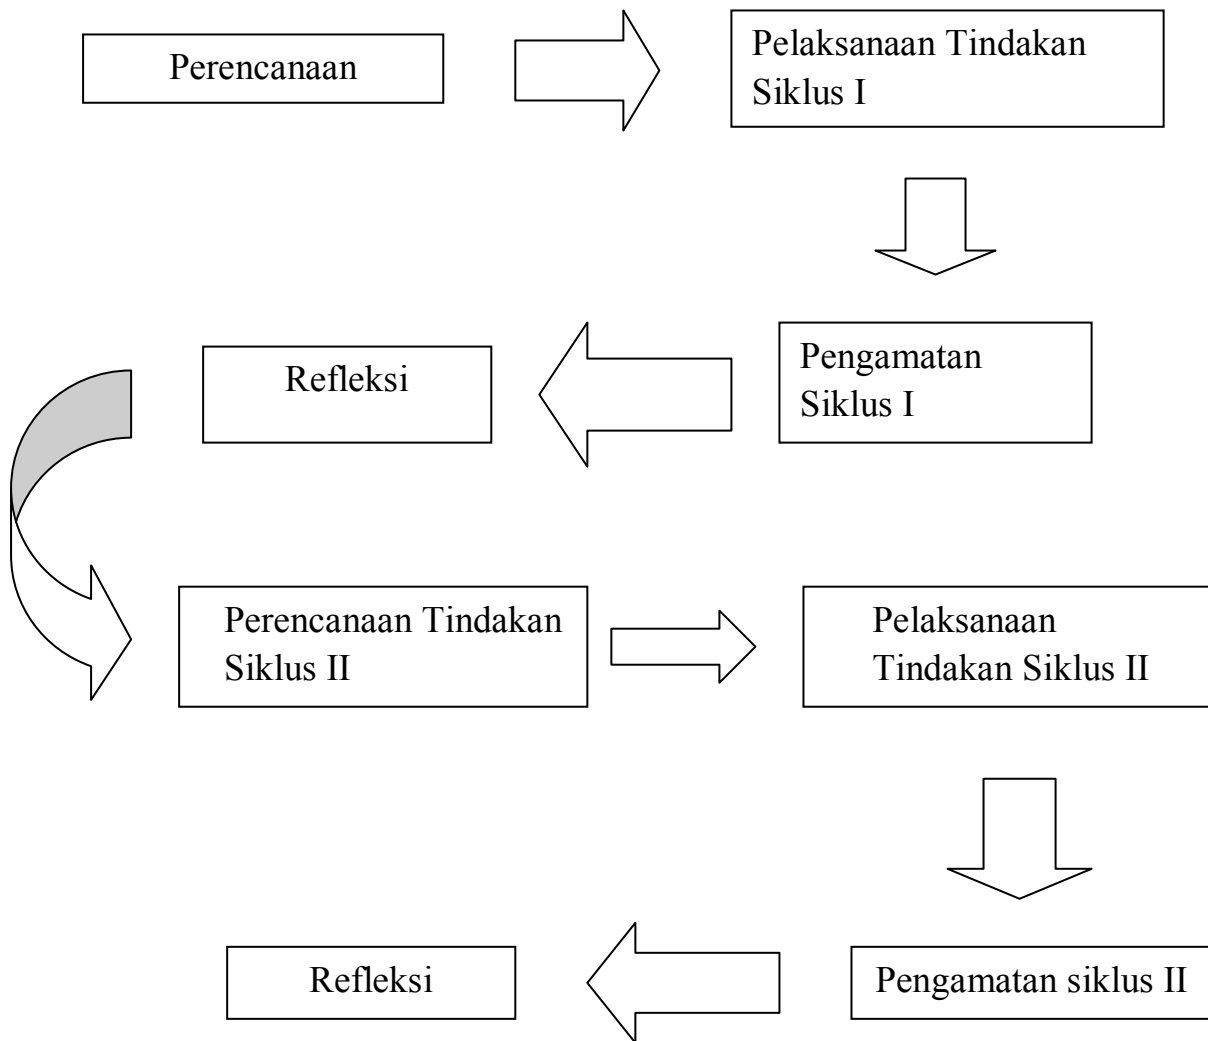 Perencanaan
Pelaksanaan Tindakan
Siklus I
Pengamatan
Siklus I
Refleksi
Perencanaan Tindakan
Siklus II
Pelaksanaan
Tindakan Siklus II
Pengamatan siklus II
Refleksi